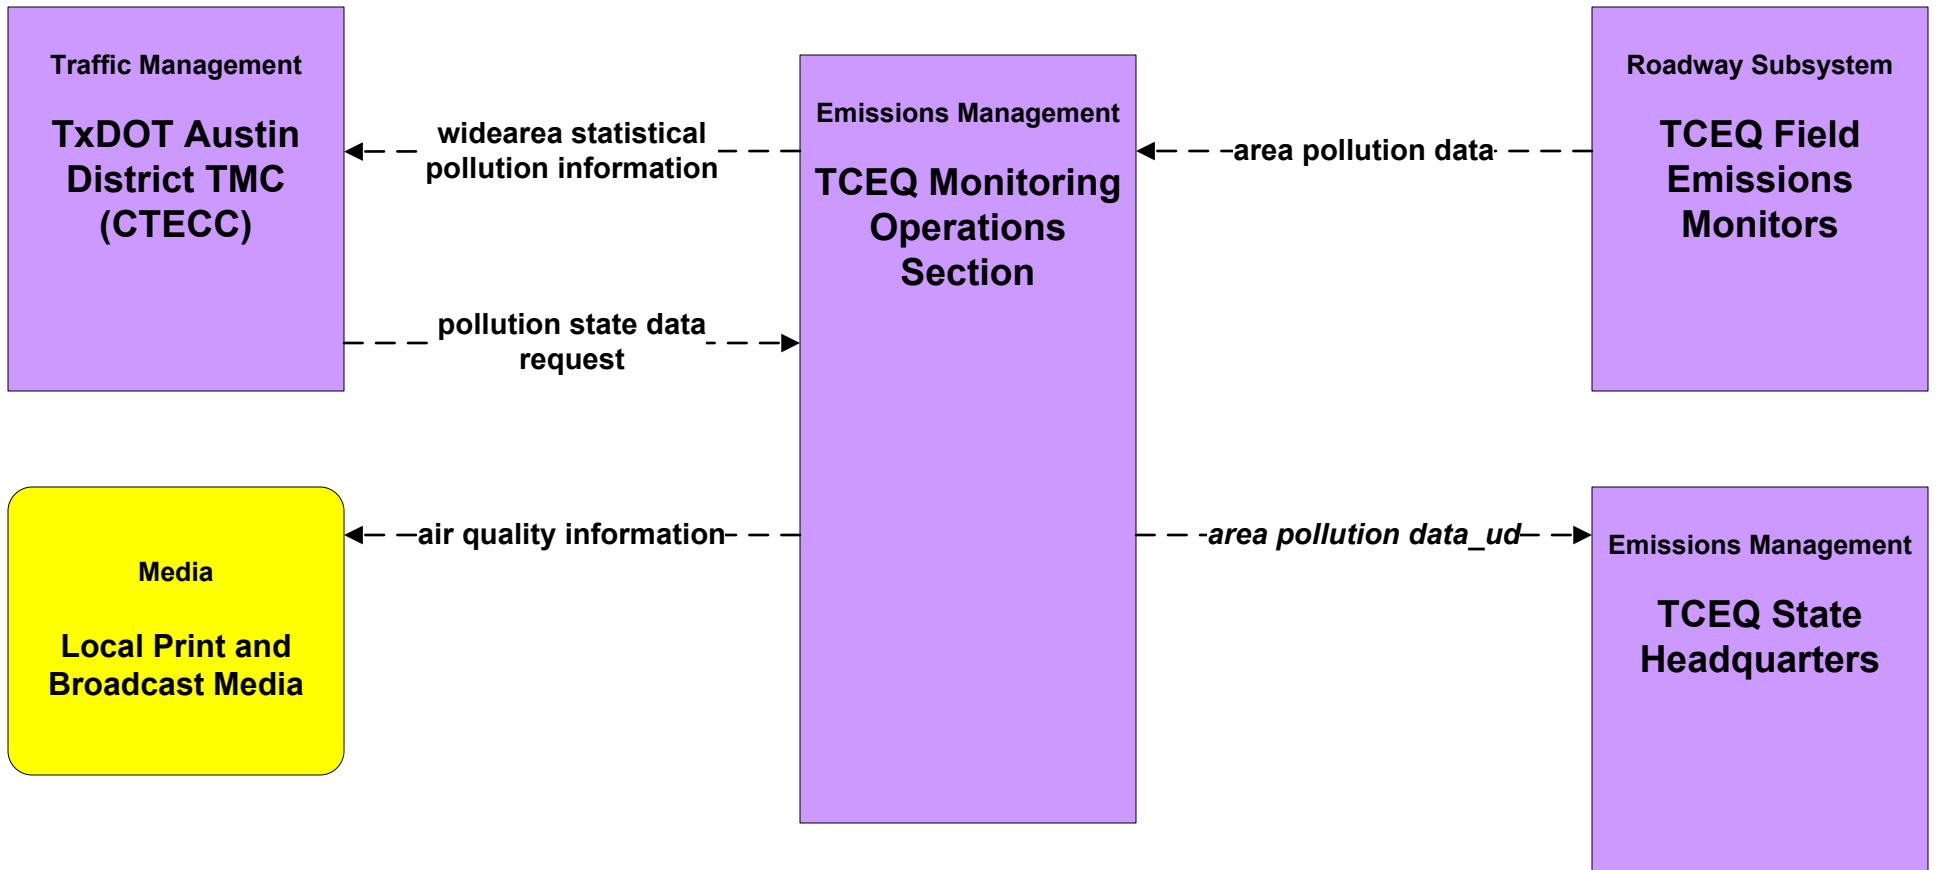 Traffic Management
TxDOT Austin
District TMC
(CTECC)
widearea statistical
pollution information
pollution state data
request
Emissions Management
TCEQ Monitoring
Operations
Section
area pollution data
Roadway Subsystem
TCEQ Field
Emissions
Monitors
Media
Local Print and
Broadcast Media
air quality information
area pollution data_ud
Emissions Management
TCEQ State
Headquarters